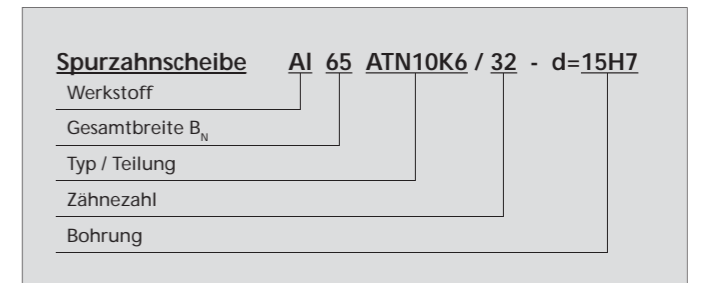 Spurzahnscheibe Al 65 ATN10K6 / 32 - d=15H7
Werkstoff
Gesamtbreite B_N
Typ / Teilung
Zähnezahl
Bohrung